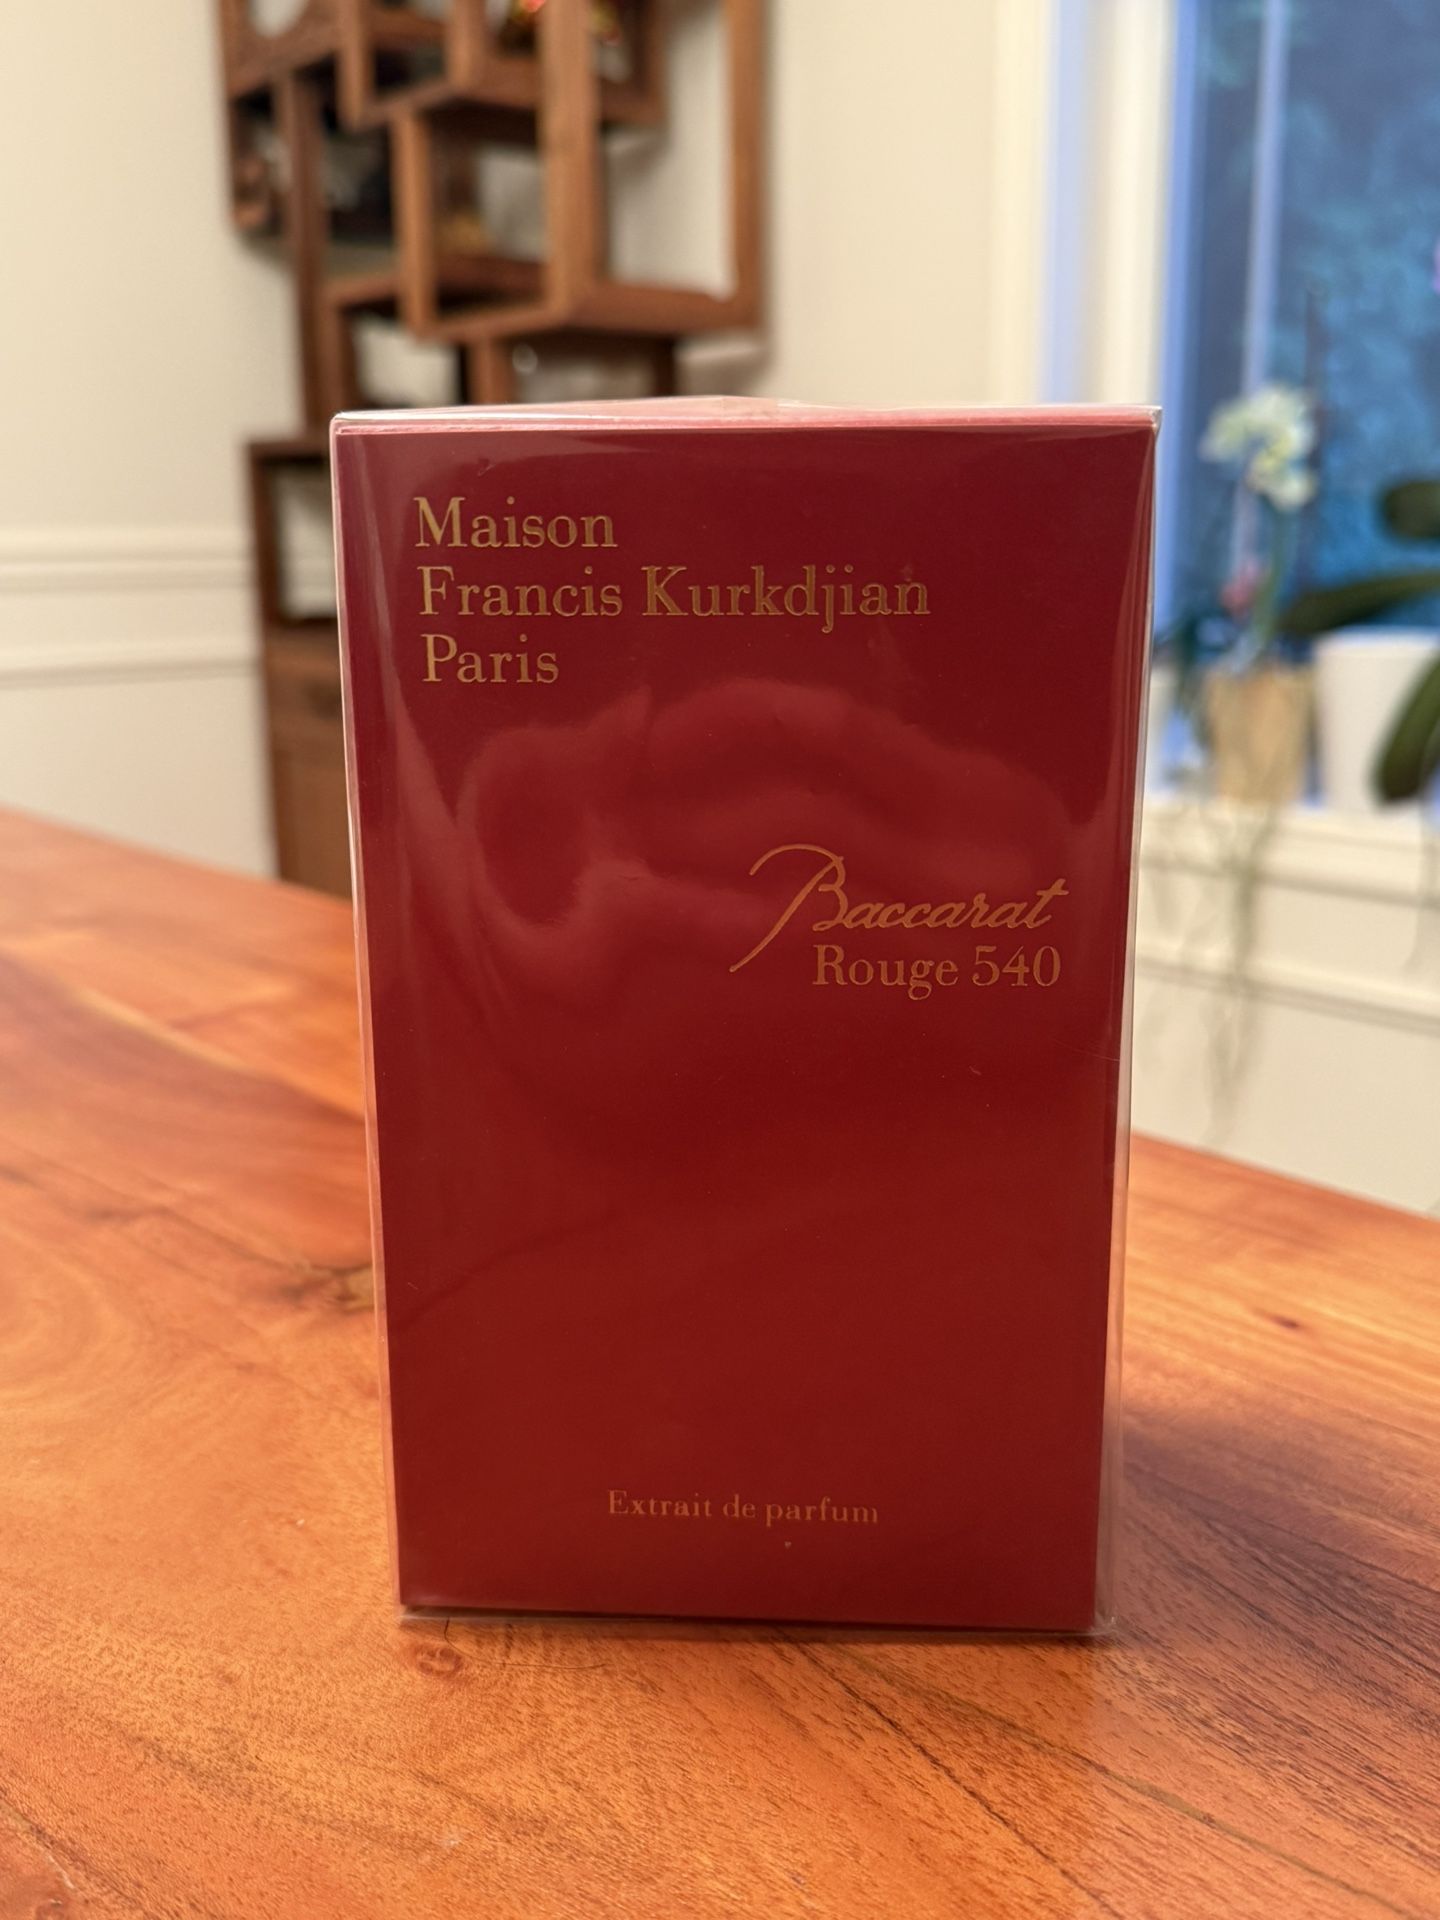 Maison
Francis Kurkdjian
Paris
Baccarat
Rouge 540
Extrait de parfum